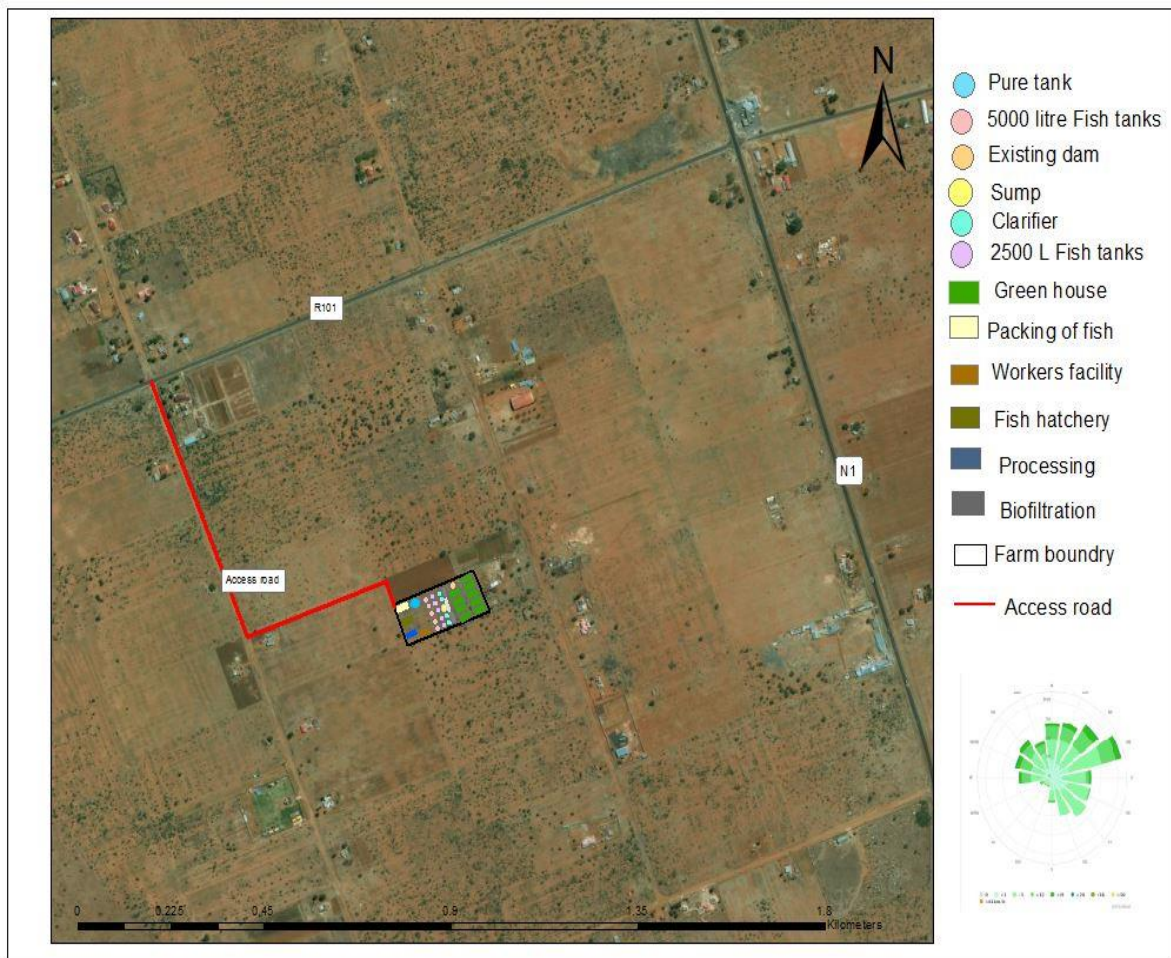 N
Pure tank
5000 litre Fish tanks
Existing dam
Sump
Clarifier
2500 L Fish tanks
Green house
Packing of fish
Workers facility
Fish hatchery
Processing
Biofiltration
Farm boundry
Access road
R101
N1
Access road
0 0.225 0.45 0.9 1.35 1.8
Kilometers